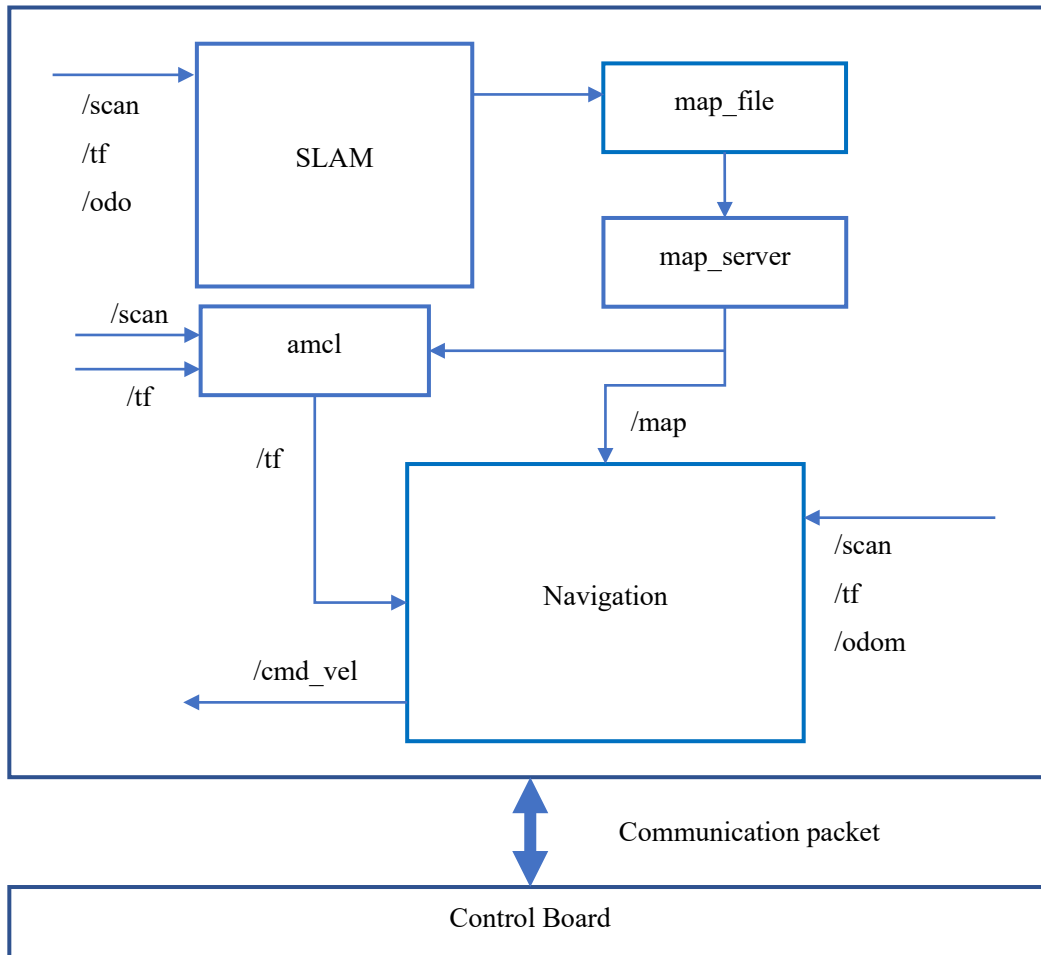 /scan
/tf
/odo
SLAM
map_file
map_server
/scan
/tf
amcl
/tf
/map
Navigation
/scan
/tf
/odom
/cmd_vel
Communication packet
Control Board